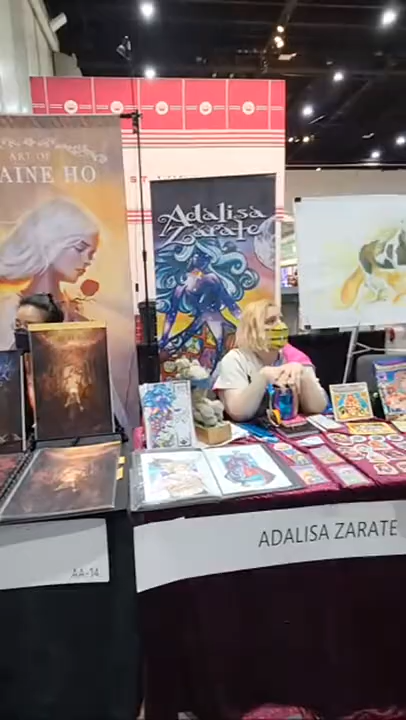 ART OF
AINE HO
Adalisa
Zarate
ADALISA ZARATE
AA-14